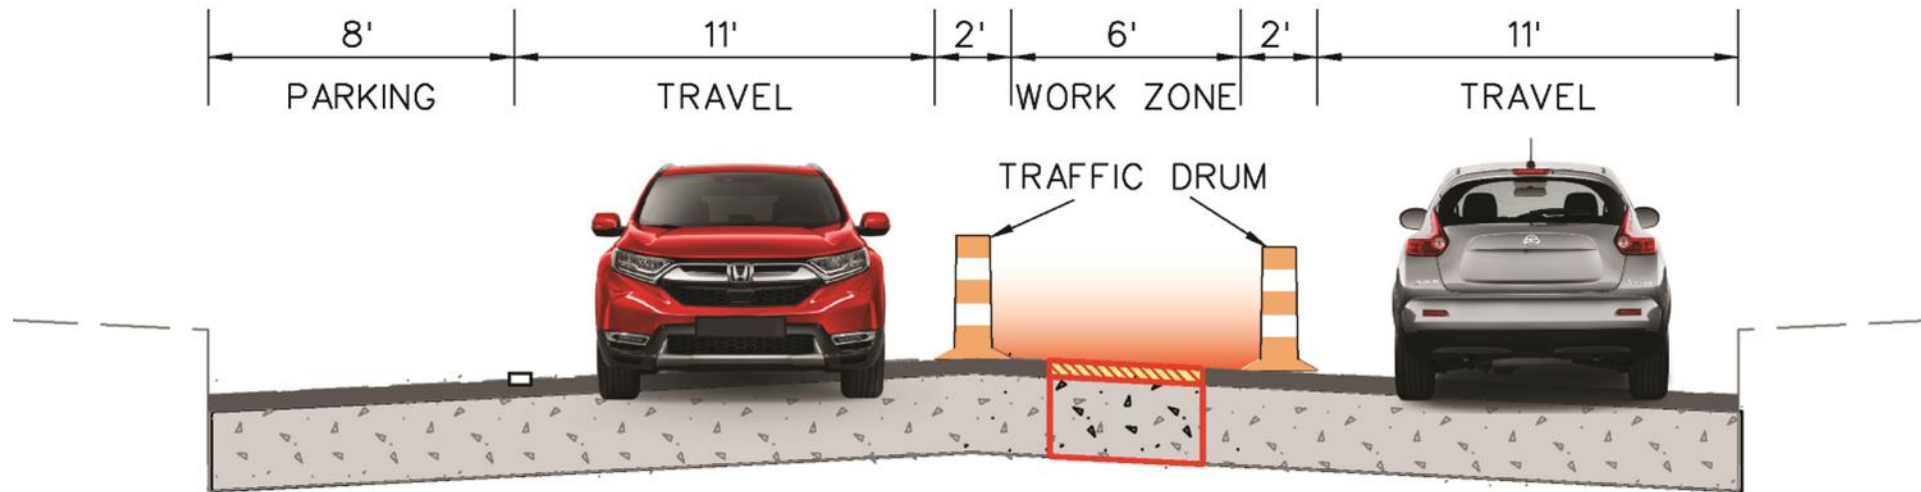 8' 11' 2' 6' 2' 11'
PARKING TRAVEL WORK ZONE TRAVEL
TRAFFIC DRUM